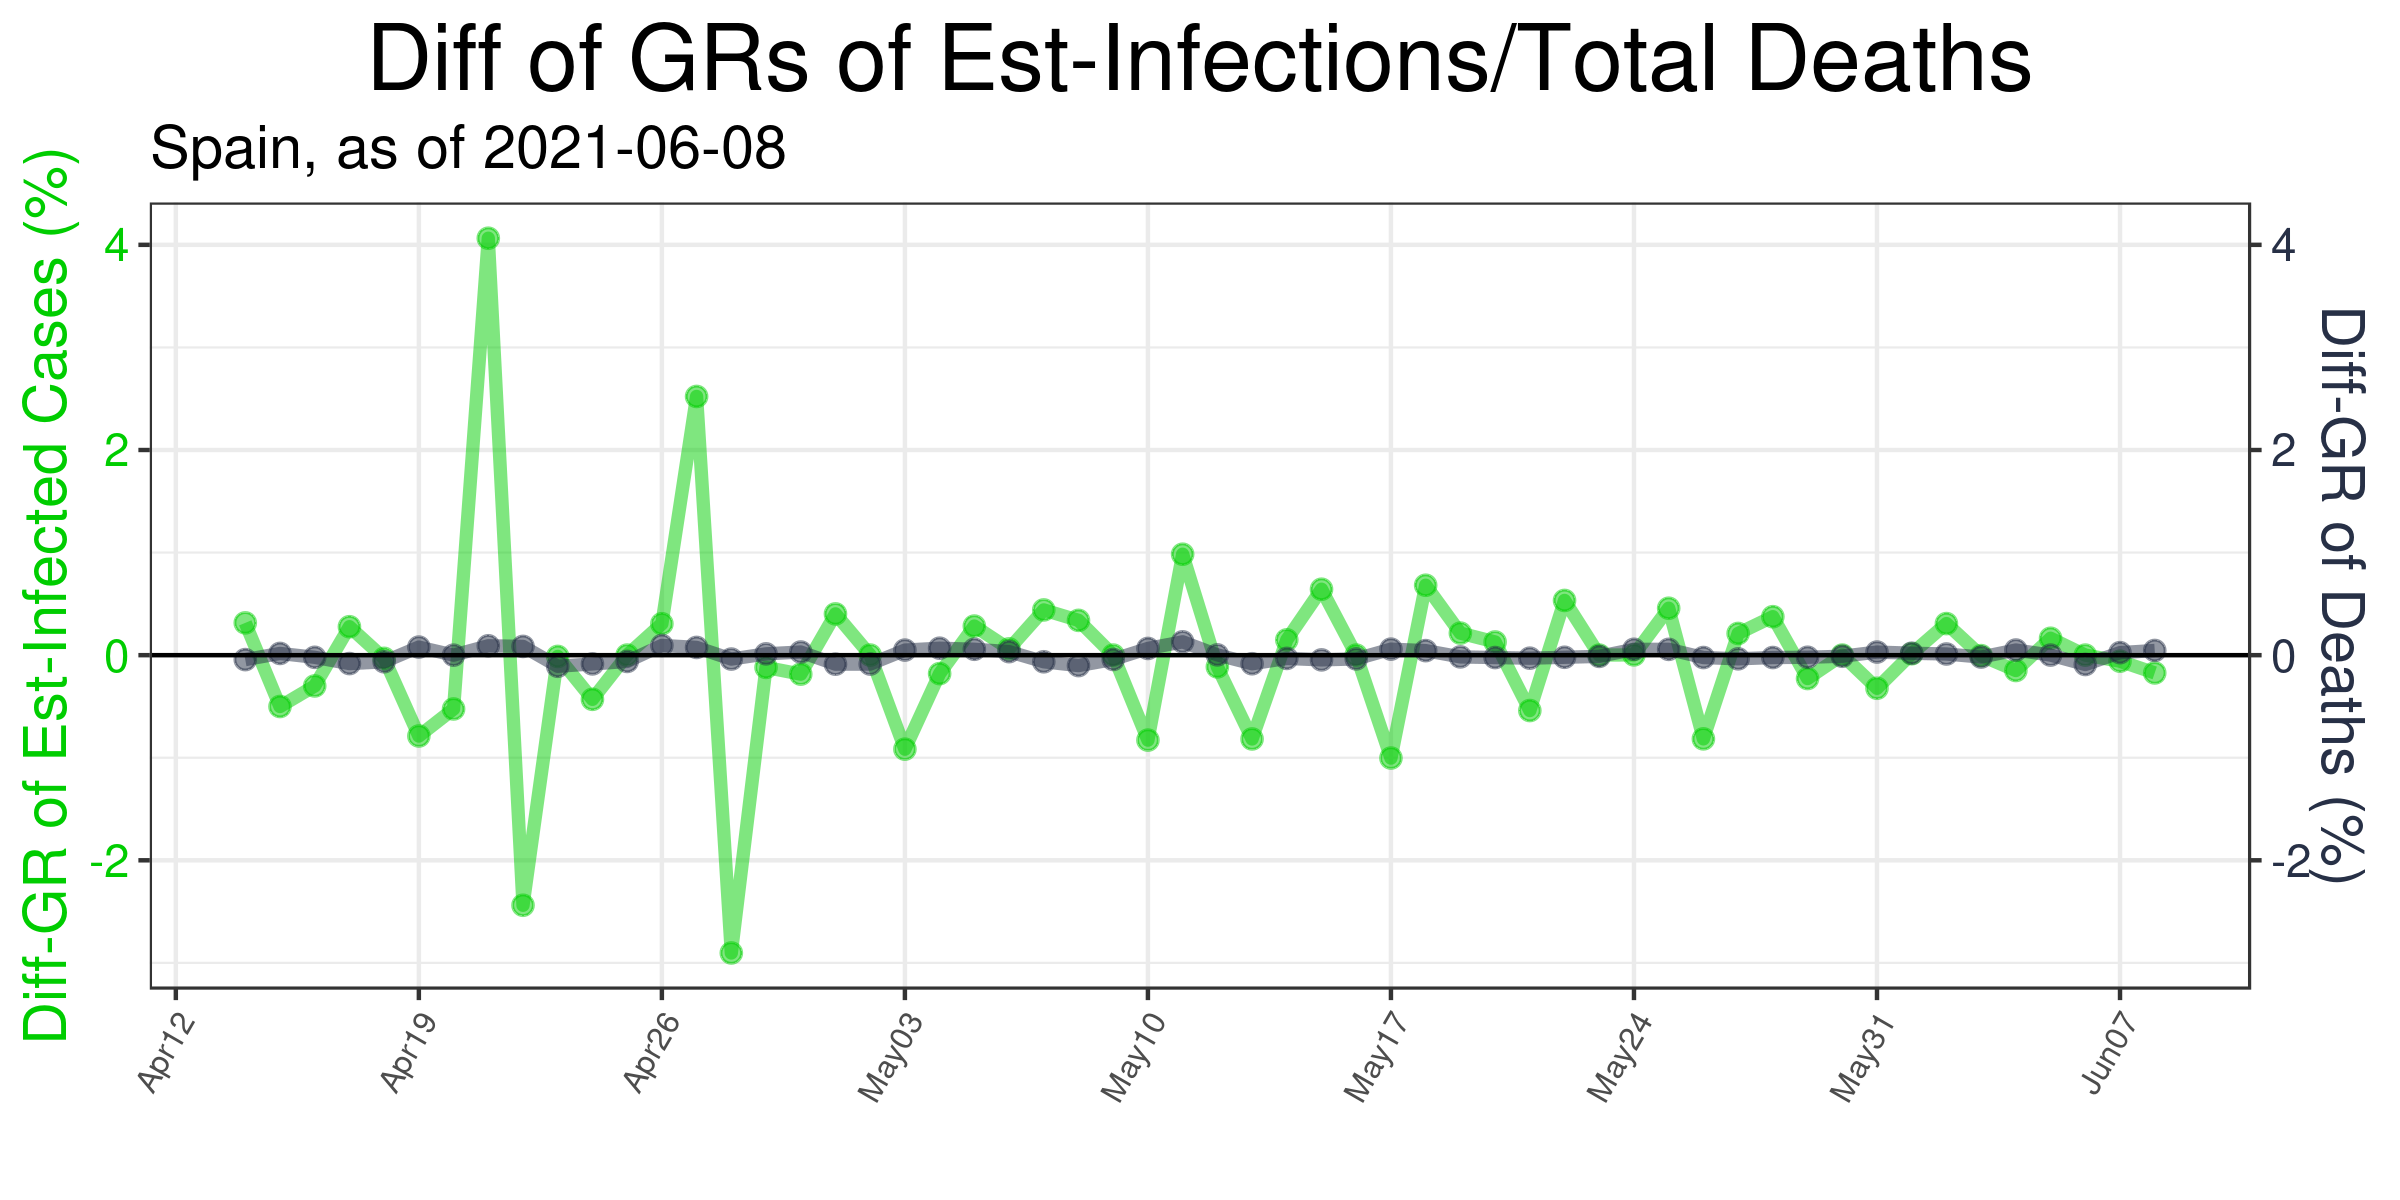 Diff of GRs of Est-Infections/Total Deaths
Spain, as of 2021-06-08
Diff-GR of Est-Infected Cases (%)
4
2
0
-2
4
2
0
-2
Diff-GR of Deaths (%)
Apr12
Apr19
Apr26
May03
May10
May17
May24
May31
Jun07